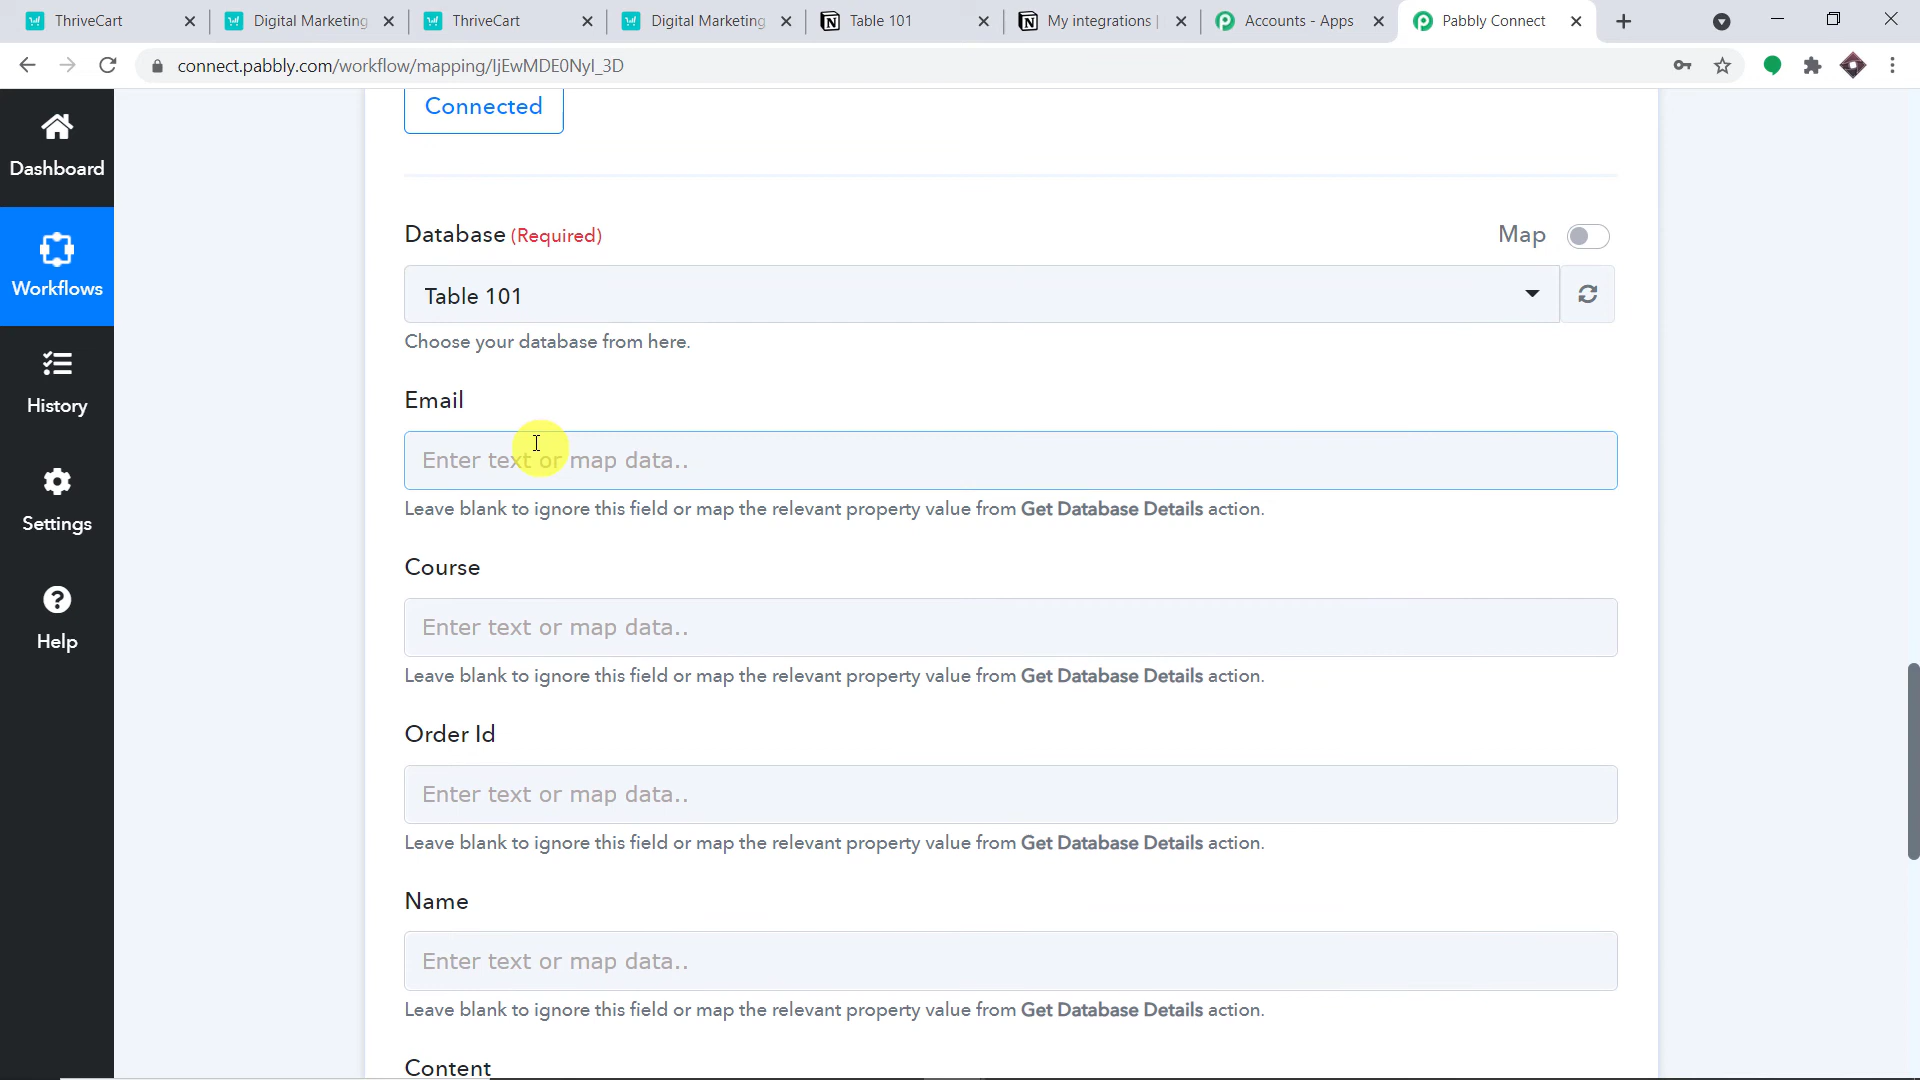 ThriveCart
Digital Marketing
ThriveCart
Digital Marketing
Table 101
My integrations |
Accounts - Apps
Pabbly Connect
connect.pabbly.com/workflow/mapping/IjEwMDE0NyI_3D
Dashboard
Workflows
History
Settings
Help
Connected
Database (Required)
Map
Table 101
Choose your database from here.
Email
Enter text or map data..
Leave blank to ignore this field or map the relevant property value from Get Database Details action.
Course
Enter text or map data..
Leave blank to ignore this field or map the relevant property value from Get Database Details action.
Order Id
Enter text or map data..
Leave blank to ignore this field or map the relevant property value from Get Database Details action.
Name
Enter text or map data..
Leave blank to ignore this field or map the relevant property value from Get Database Details action.
Content